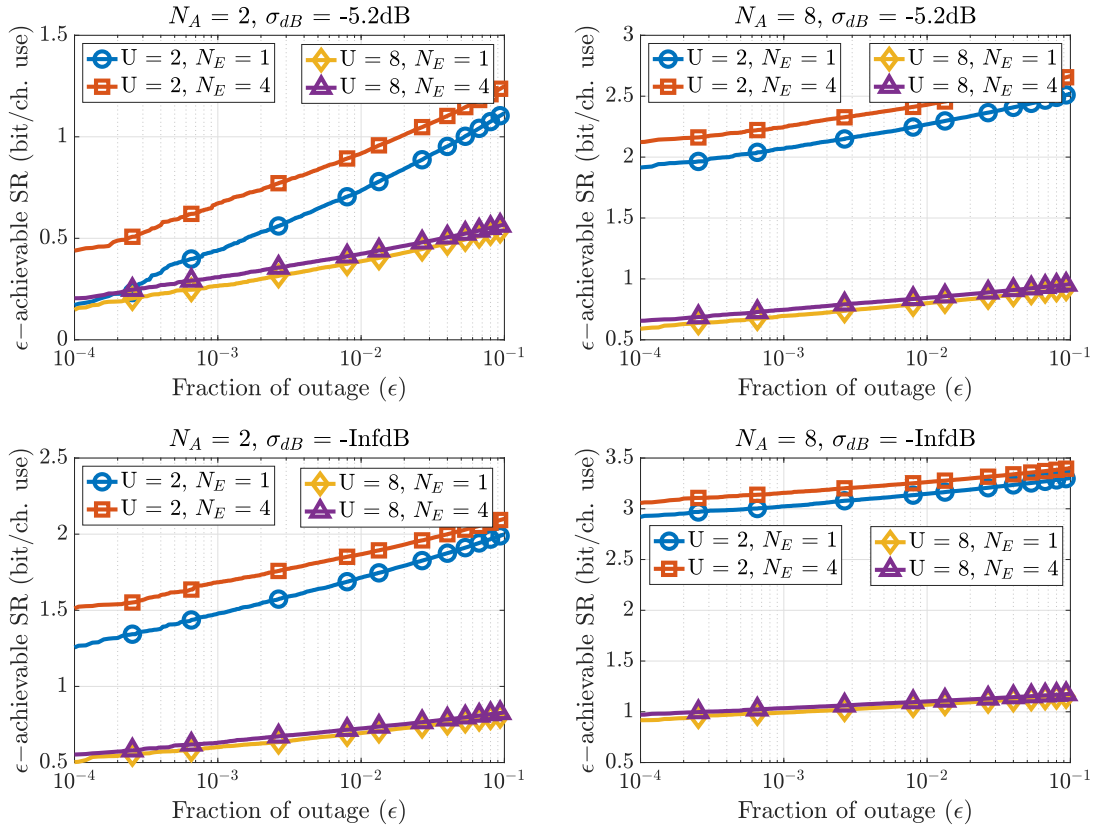 N_A = 2, σ_dB = -5.2dB
U = 2, N_E = 1
U = 2, N_E = 4
U = 8, N_E = 1
U = 8, N_E = 4
ϵ−achievable SR (bit/ch. use)
1.5
1
0.5
0
10^-4
10^-3
10^-2
10^-1
Fraction of outage (ϵ)
N_A = 8, σ_dB = -5.2dB
U = 2, N_E = 1
U = 2, N_E = 4
U = 8, N_E = 1
U = 8, N_E = 4
ϵ−achievable SR (bit/ch. use)
3
2.5
2
1.5
1
0.5
10^-4
10^-3
10^-2
10^-1
Fraction of outage (ϵ)
N_A = 2, σ_dB = -InfdB
U = 2, N_E = 1
U = 2, N_E = 4
U = 8, N_E = 1
U = 8, N_E = 4
ϵ−achievable SR (bit/ch. use)
2.5
2
1.5
1
0.5
10^-4
10^-3
10^-2
10^-1
Fraction of outage (ϵ)
N_A = 8, σ_dB = -InfdB
U = 2, N_E = 1
U = 2, N_E = 4
U = 8, N_E = 1
U = 8, N_E = 4
ϵ−achievable SR (bit/ch. use)
3.5
3
2.5
2
1.5
1
0.5
10^-4
10^-3
10^-2
10^-1
Fraction of outage (ϵ)